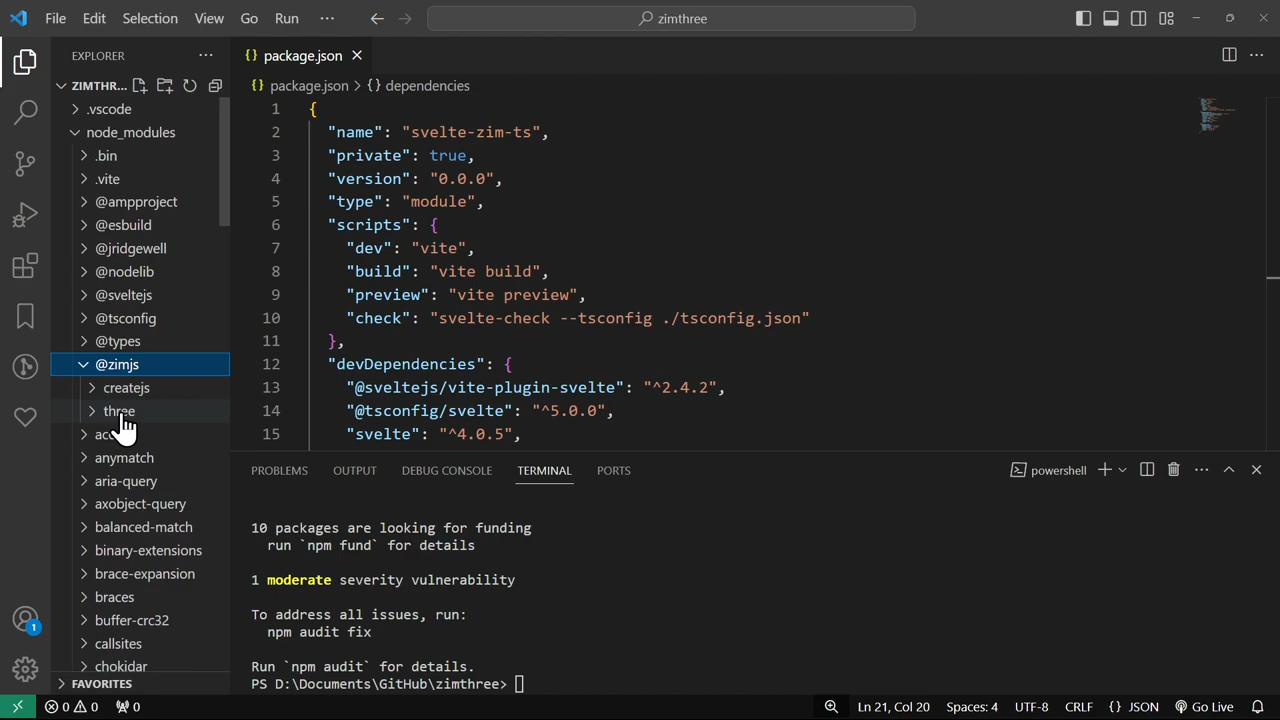 File Edit Selection View Go Run ··· zimthree
EXPLORER ···
ZIMTHR...
.vscode
node_modules
.bin
.vite
@ampproject
@esbuild
@jridgewell
@nodelib
@sveltejs
@tsconfig
@types
@zimjs
createjs
three
anymatch
aria-query
axobject-query
balanced-match
binary-extensions
brace-expansion
braces
buffer-crc32
callsites
chokidar
FAVORITES
{} package.json
{} package.json > {} dependencies
1 {
2 "name": "svelte-zim-ts",
3 "private": true,
4 "version": "0.0.0",
5 "type": "module",
6 "scripts": {
7 "dev": "vite",
8 "build": "vite build",
9 "preview": "vite preview",
10 "check": "svelte-check --tsconfig ./tsconfig.json"
11 },
12 "devDependencies": {
13 "@sveltejs/vite-plugin-svelte": "^2.4.2",
14 "@tsconfig/svelte": "^5.0.0",
15 "svelte": "^4.0.5",
PROBLEMS OUTPUT DEBUG CONSOLE TERMINAL PORTS powershell
10 packages are looking for funding
run `npm fund` for details
1 moderate severity vulnerability
To address all issues, run:
npm audit fix
Run `npm audit` for details.
PS D:\Documents\GitHub\zimthree>
1
0 0 0 Ln 21, Col 20 Spaces: 4 UTF-8 CRLF {} JSON Go Live